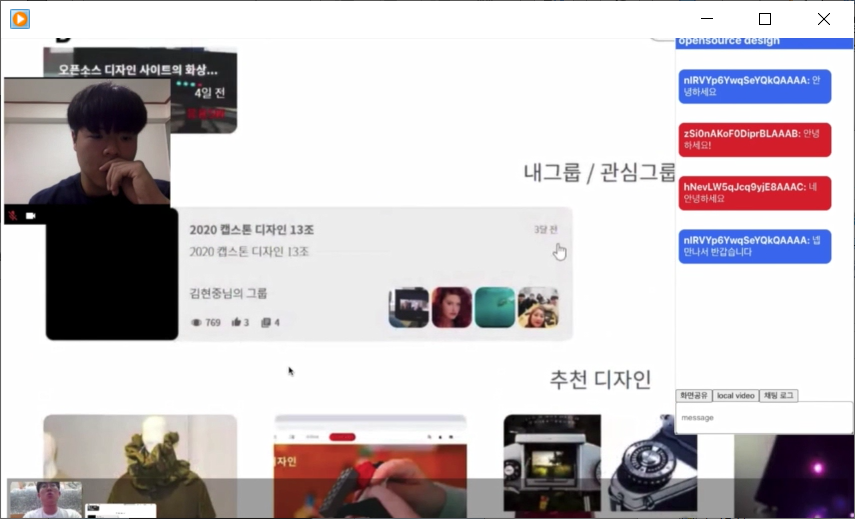 opensource design
오픈소스 디자인 사이트의 화상...
4일 전
nIRVYp6YwqSeYQkQAAAA: 안
녕하세요
zSi0nAKoF0DiprBLAAAB: 안녕
하세요!
hNevLW5qJcq9yjE8AAAC: 네
안녕하세요
nIRVYp6YwqSeYQkQAAAA: 넵
만나서 반갑습니다
내그룹 / 관심그룹
2020 캡스톤 디자인 13조
3달 전
2020 캡스톤 디자인 13조
김현중님의 그룹
769 3 4
추천 디자인
화면공유 local video 채팅 로그
message
자인